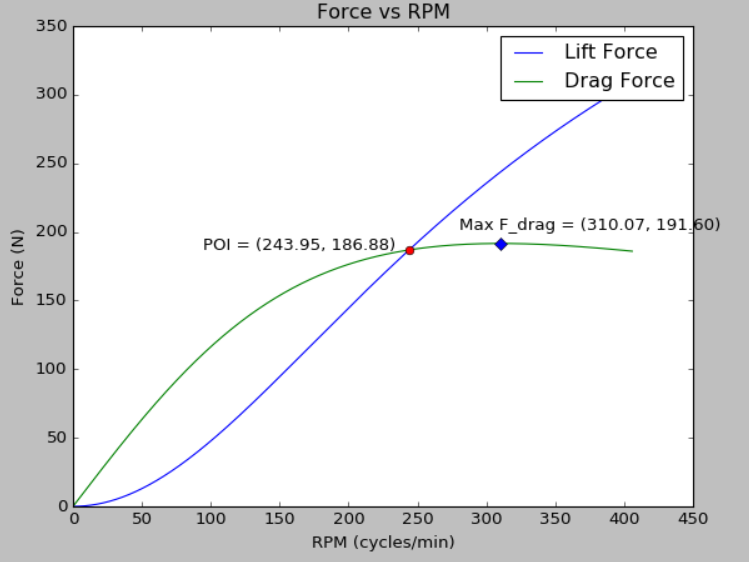 Force vs RPM
350
300
250
200
150
100
50
0
Force (N)
Lift Force
Drag Force
Max F_drag = (310.07, 191.60)
POI = (243.95, 186.88)
0 50 100 150 200 250 300 350 400 450
RPM (cycles/min)